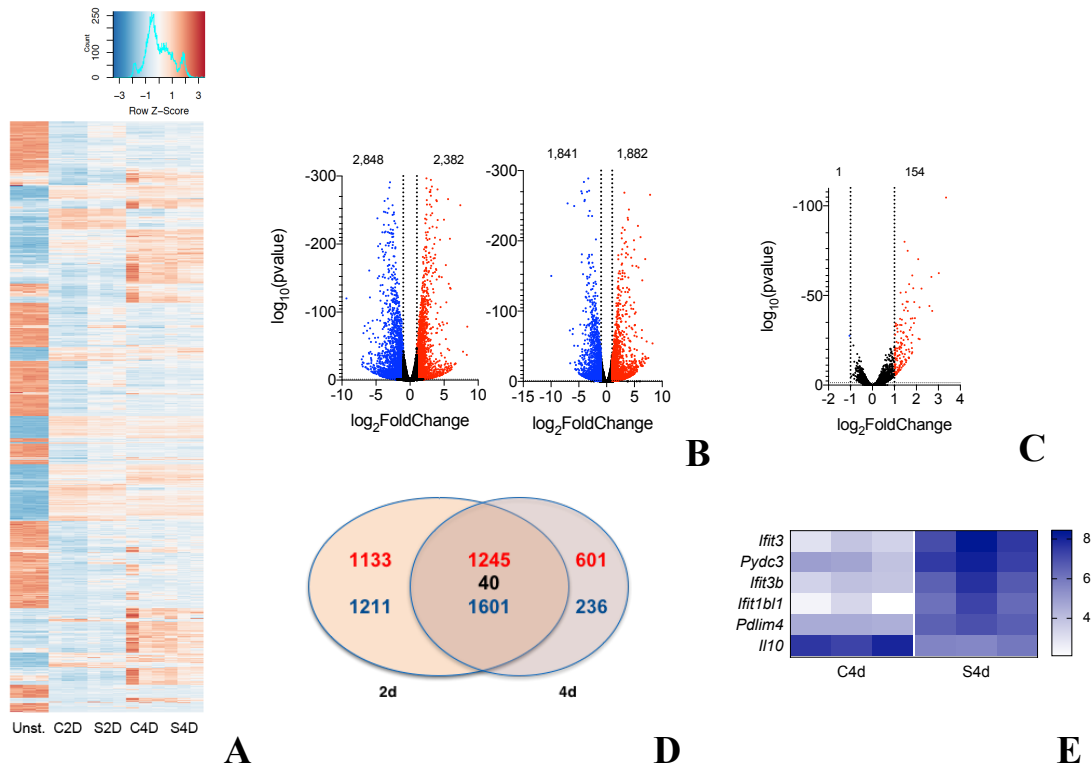 250
200
100
0
Count
-3 -1 1 3
Row Z-Score
Unst. C2D S2D C4D S4D
A
2,848 2,382
-300
-200
-100
0
log10(pvalue)
-10 -5 0 5 10
log2FoldChange
1,841 1,882
-300
-200
-100
0
-15 -10 -5 0 5 10
log2FoldChange
B
1 154
-100
-50
0
log10(pvalue)
-2 -1 0 1 2 3 4
log2FoldChange
C
1133 1245 601
40
1211 1601 236
2d 4d
D
Ifit3
Pydc3
Ifit3b
Ifit1bl1
Pdlim4
Il10
C4d S4d
8
6
4
E